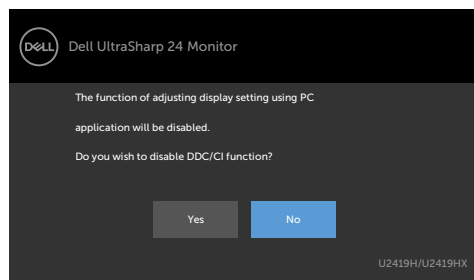 DELL
Dell UltraSharp 24 Monitor
The function of adjusting display setting using PC
application will be disabled.
Do you wish to disable DDC/CI function?
Yes
No
U2419H/U2419HX